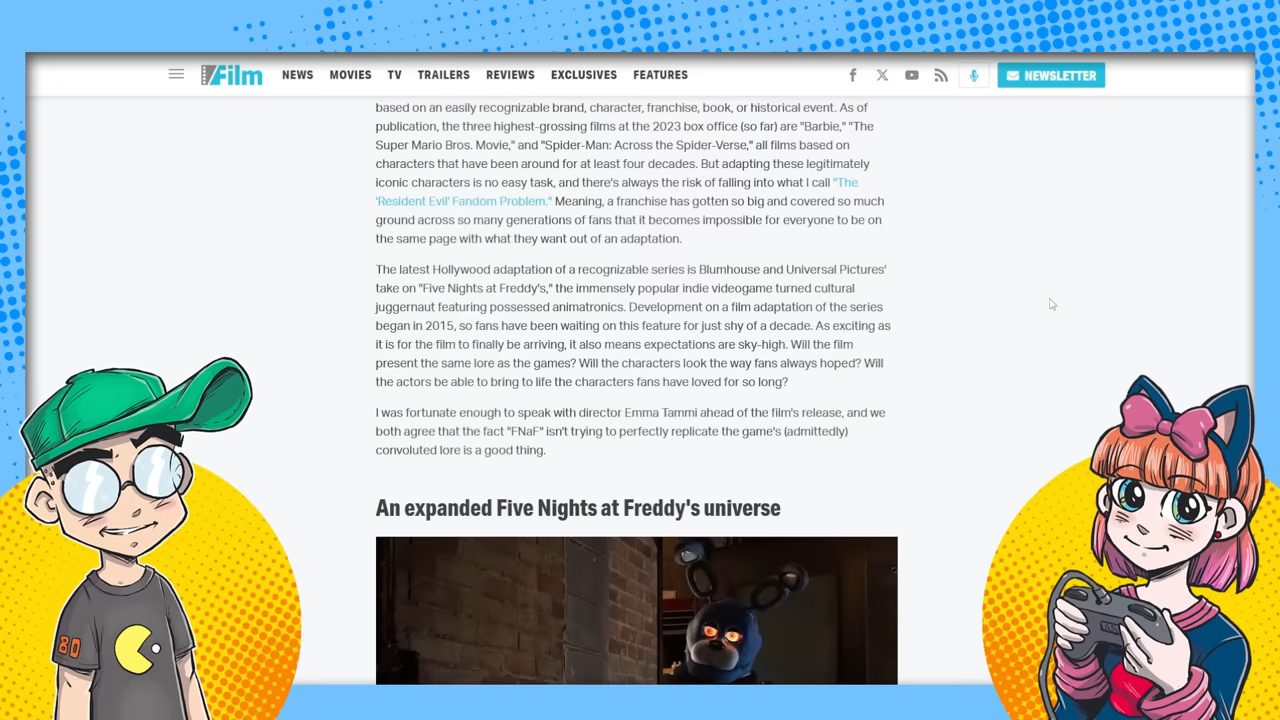 /Film NEWS MOVIES TV TRAILERS REVIEWS EXCLUSIVES FEATURES NEWSLETTER
based on an easily recognizable brand, character, franchise, book, or historical event. As of
publication, the three highest-grossing films at the 2023 box office (so far) are "Barbie," "The
Super Mario Bros. Movie," and "Spider-Man: Across the Spider-Verse," all films based on
characters that have been around for at least four decades. But adapting these legitimately
iconic characters is no easy task, and there's always the risk of falling into what I call "The
'Resident Evil' Fandom Problem." Meaning, a franchise has gotten so big and covered so much
ground across so many generations of fans that it becomes impossible for everyone to be on
the same page with what they want out of an adaptation.
The latest Hollywood adaptation of a recognizable series is Blumhouse and Universal Pictures'
take on "Five Nights at Freddy's," the immensely popular indie videogame turned cultural
juggernaut featuring possessed animatronics. Development on a film adaptation of the series
began in 2015, so fans have been waiting on this feature for just shy of a decade. As exciting as
it is for the film to finally be arriving, it also means expectations are sky-high. Will the film
present the same lore as the games? Will the characters look the way fans always hoped? Will
the actors be able to bring to life the characters fans have loved for so long?
I was fortunate enough to speak with director Emma Tammi ahead of the film's release, and we
both agree that the fact "FNaF" isn't trying to perfectly replicate the game's (admittedly)
convoluted lore is a good thing.
An expanded Five Nights at Freddy's universe
80